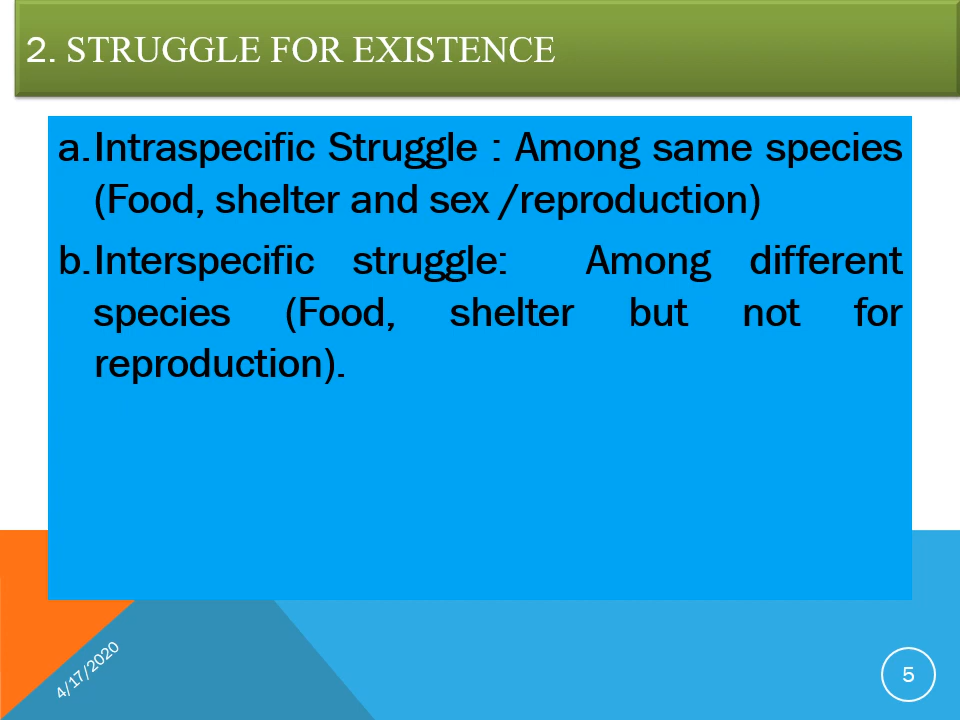 2. STRUGGLE FOR EXISTENCE
a. Intraspecific Struggle : Among same species
(Food, shelter and sex /reproduction)
b. Interspecific struggle: Among different
species (Food, shelter but not for
reproduction).
4/17/2020
5